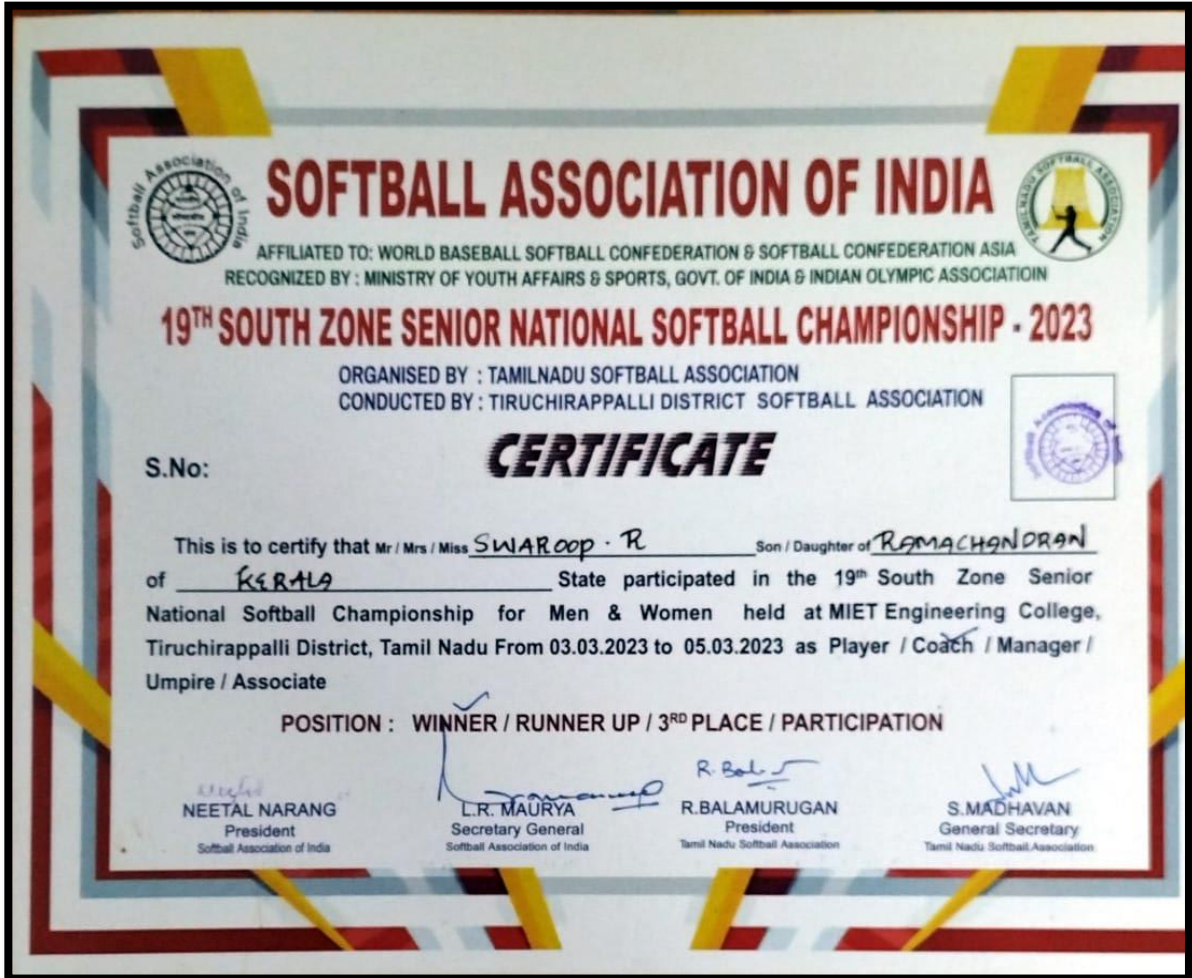 Softball Association of India
TAMILNADU SOFTBALL ASSOCIATION
SOFTBALL ASSOCIATION OF INDIA
AFFILIATED TO: WORLD BASEBALL SOFTBALL CONFEDERATION & SOFTBALL CONFEDERATION ASIA
RECOGNIZED BY : MINISTRY OF YOUTH AFFAIRS & SPORTS, GOVT. OF INDIA & INDIAN OLYMPIC ASSOCIATIOIN
19TH SOUTH ZONE SENIOR NATIONAL SOFTBALL CHAMPIONSHIP - 2023
ORGANISED BY : TAMILNADU SOFTBALL ASSOCIATION
CONDUCTED BY : TIRUCHIRAPPALLI DISTRICT SOFTBALL ASSOCIATION
CERTIFICATE
S.No:
This is to certify that Mr / Mrs / Miss SWAROOP . R Son / Daughter of RAMACHANDRAN
of KERALA State participated in the 19th South Zone Senior
National Softball Championship for Men & Women held at MIET Engineering College,
Tiruchirappalli District, Tamil Nadu From 03.03.2023 to 05.03.2023 as Player / Coach / Manager /
Umpire / Associate
POSITION : WINNER / RUNNER UP / 3RD PLACE / PARTICIPATION
NEETAL NARANG L.R. MAURYA R.BALAMURUGAN S.MADHAVAN
President Secretary General President General Secretary
Softball Association of India Softball Association of India Tamil Nadu Softball Association Tamil Nadu Softball Association